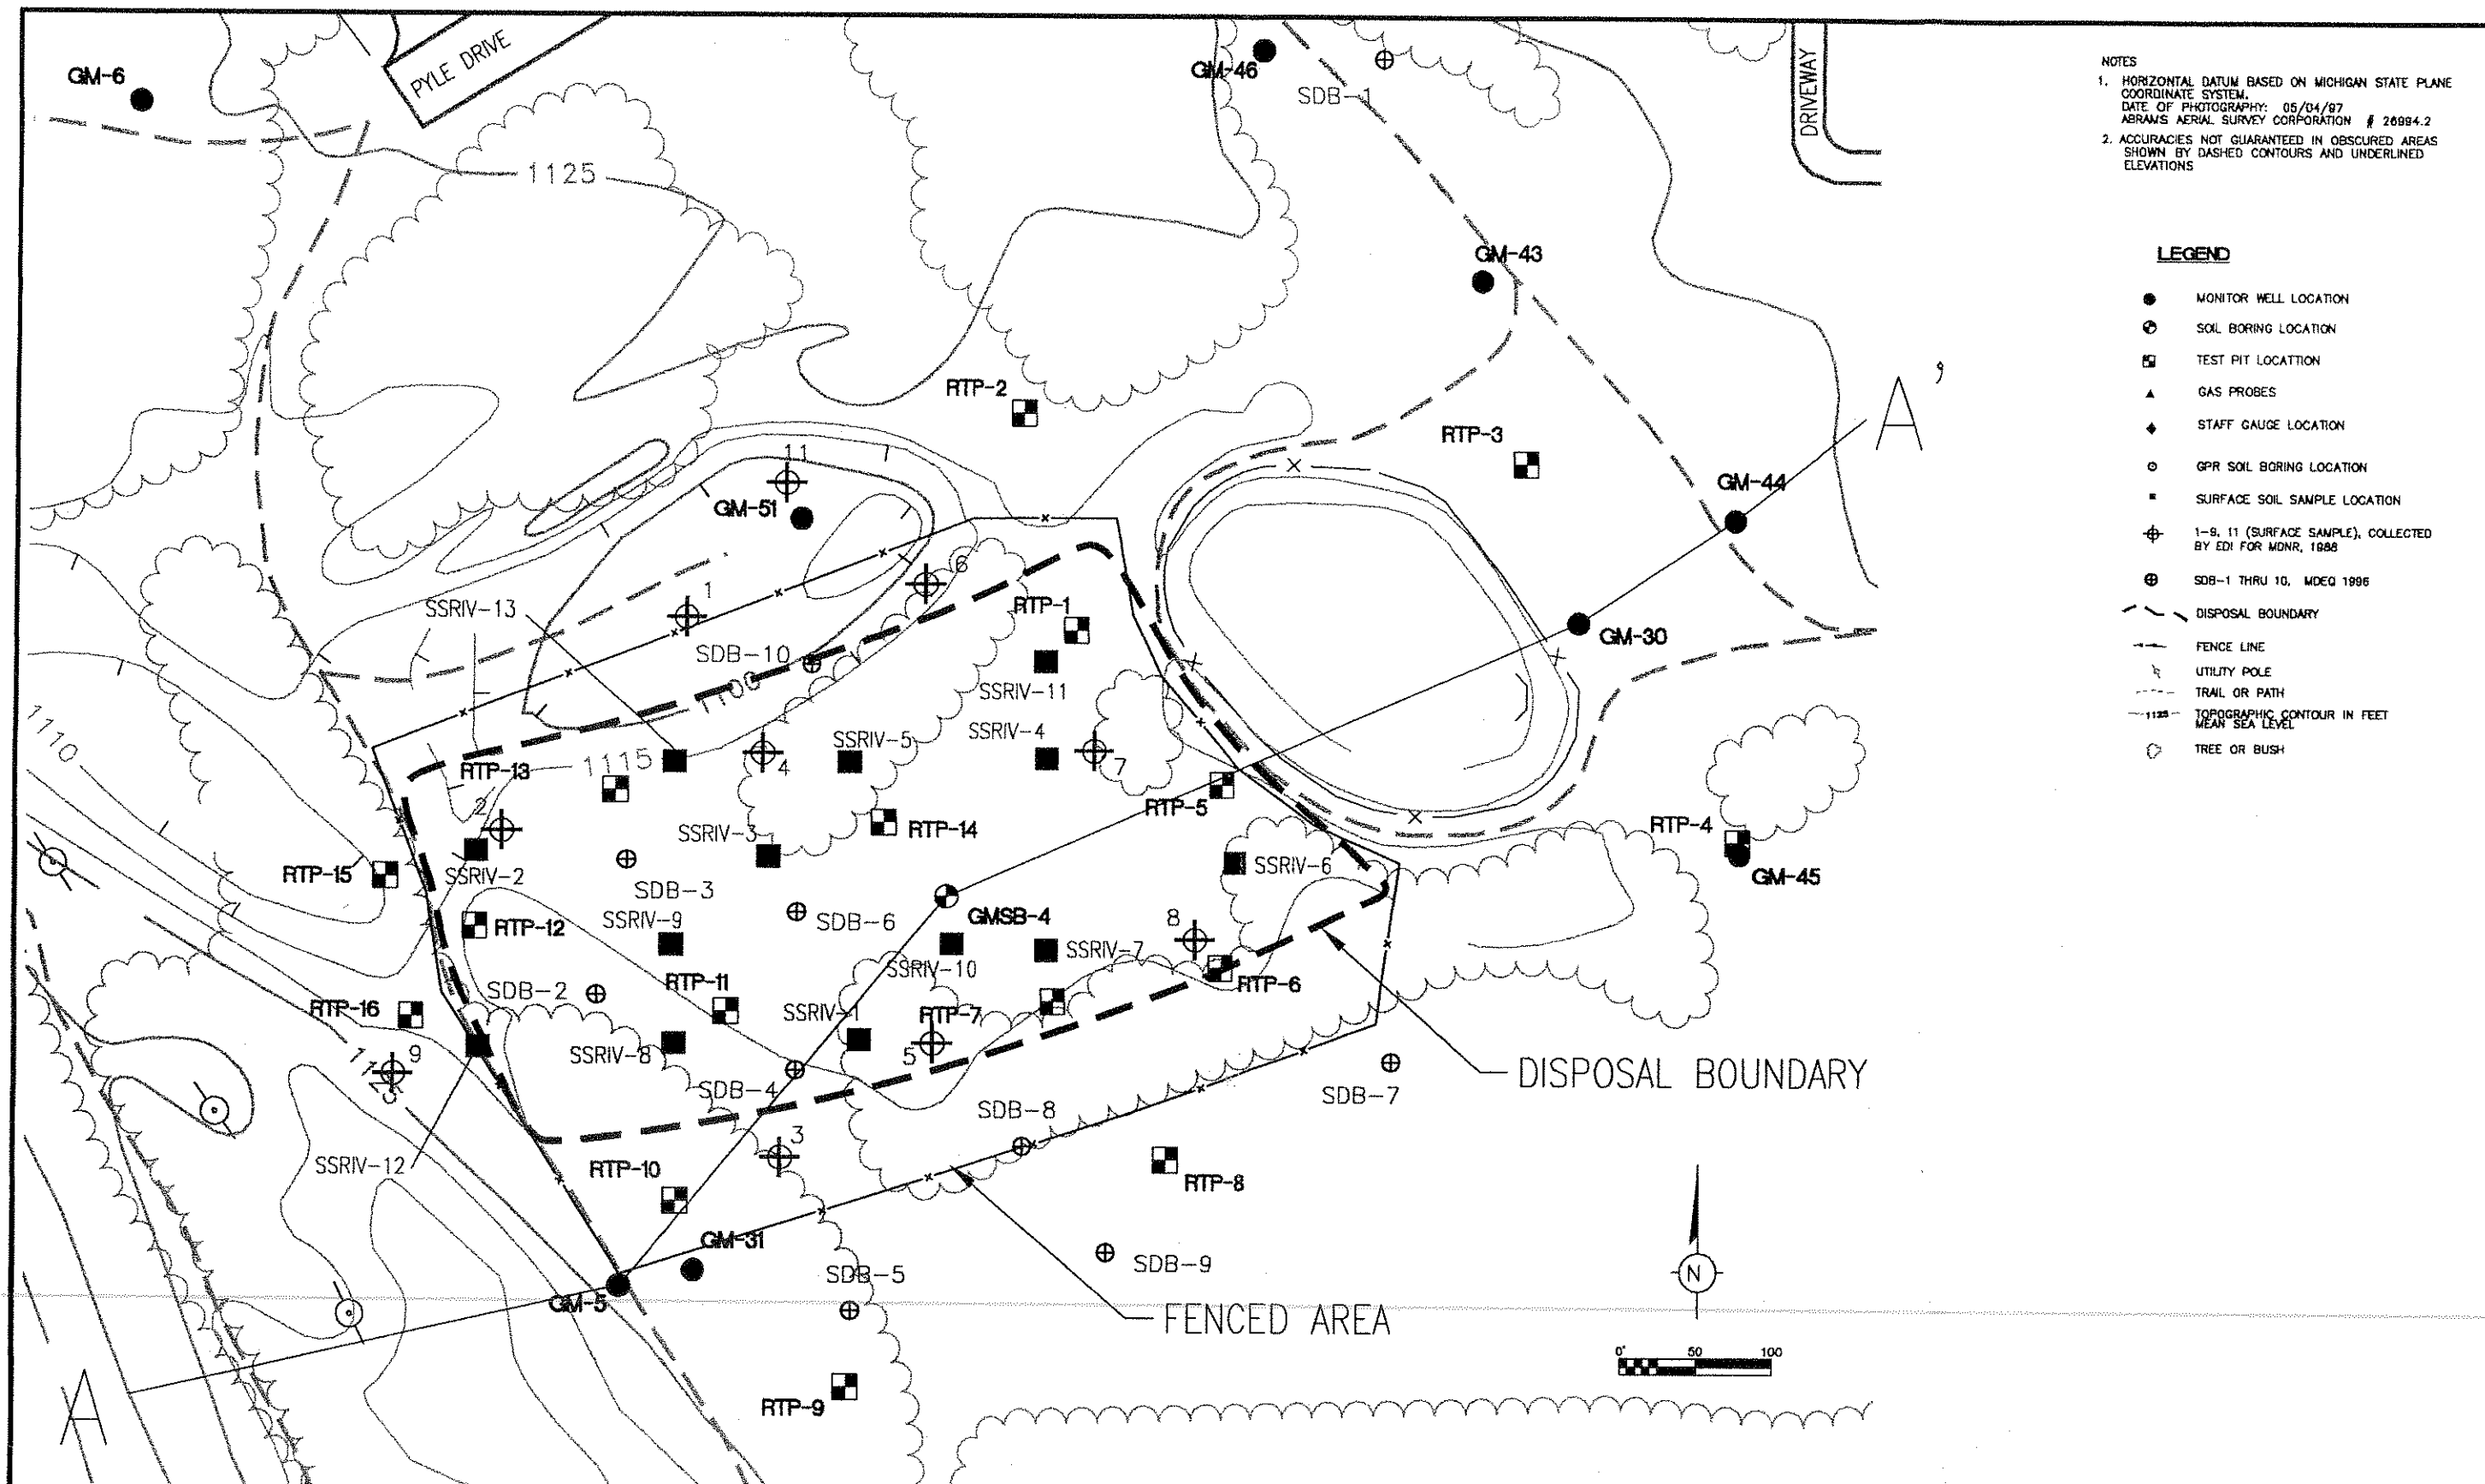 PYLE DRIVE
GM-6
GM-46
SDB-1
DRIVEWAY
1125
GM-43
RTP-2
RTP-3
A'
GM-44
11
GM-51
6
1
SSRIV-13
RTP-1
GM-30
SDB-10
1100
SSRIV-11
1110
SSRIV-5
SSRIV-4
RTP-13
1115
4
7
2
RTP-5
SSRIV-3
RTP-14
RTP-4
RTP-15
SSRIV-2
SDB-3
SSRIV-6
GM-45
SSRIV-9
SDB-6
GMSB-4
8
RTP-12
SSRIV-7
SSRIV-10
SDB-2
RTP-11
RTP-6
RTP-16
SSRIV-1
RTP-7
9
SSRIV-8
5
DISPOSAL BOUNDARY
SDB-4
SDB-7
SDB-8
3
SSRIV-12
RTP-10
RTP-8
GM-31
SDB-9
SDB-5
N
GM-5
FENCED AREA
0' 50 100
A
RTP-9
NOTES
1. HORIZONTAL DATUM BASED ON MICHIGAN STATE PLANE
COORDINATE SYSTEM.
DATE OF PHOTOGRAPHY: 05/04/97
ABRAMS AERIAL SURVEY CORPORATION # 26994.2
2. ACCURACIES NOT GUARANTEED IN OBSCURED AREAS
SHOWN BY DASHED CONTOURS AND UNDERLINED
ELEVATIONS
LEGEND
MONITOR WELL LOCATION
SOIL BORING LOCATION
TEST PIT LOCATTION
GAS PROBES
STAFF GAUGE LOCATION
GPR SOIL BORING LOCATION
SURFACE SOIL SAMPLE LOCATION
1-9, 11 (SURFACE SAMPLE), COLLECTED
BY EDI FOR MDNR, 1988
SDB-1 THRU 10, MDEQ 1996
DISPOSAL BOUNDARY
FENCE LINE
UTILITY POLE
TRAIL OR PATH
1125 TOPOGRAPHIC CONTOUR IN FEET
MEAN SEA LEVEL
TREE OR BUSH